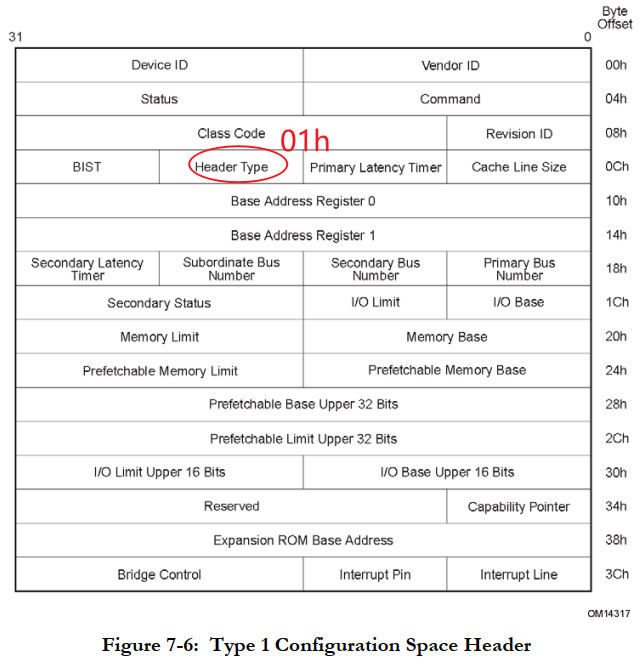 Byte
Offset
31 0
Device ID Vendor ID 00h
Status Command 04h
Class Code Revision ID 08h
01h
BIST Header Type Primary Latency Timer Cache Line Size 0Ch
Base Address Register 0 10h
Base Address Register 1 14h
Secondary Latency Timer Subordinate Bus Number Secondary Bus Number Primary Bus Number 18h
Secondary Status I/O Limit I/O Base 1Ch
Memory Limit Memory Base 20h
Prefetchable Memory Limit Prefetchable Memory Base 24h
Prefetchable Base Upper 32 Bits 28h
Prefetchable Limit Upper 32 Bits 2Ch
I/O Limit Upper 16 Bits I/O Base Upper 16 Bits 30h
Reserved Capability Pointer 34h
Expansion ROM Base Address 38h
Bridge Control Interrupt Pin Interrupt Line 3Ch
OM14317
Figure 7-6: Type 1 Configuration Space Header